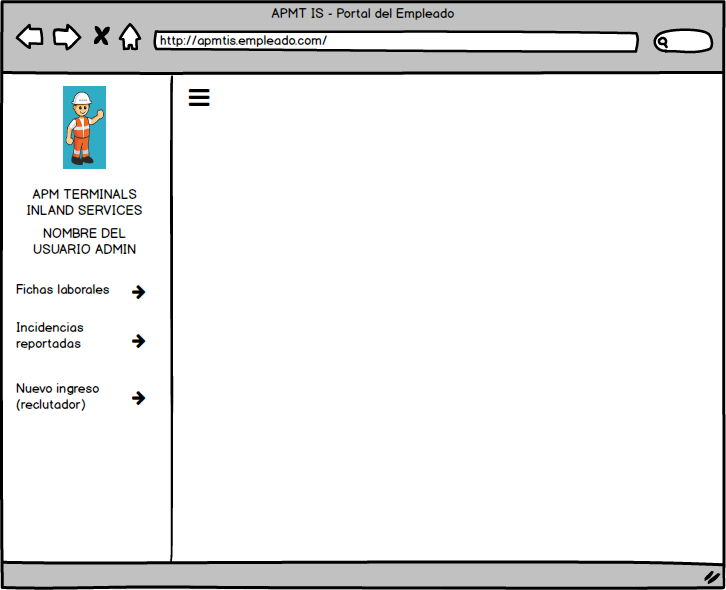 APMT IS - Portal del Empleado
http://apmtis.empleado.com/
APM TERMINALS
INLAND SERVICES
NOMBRE DEL
USUARIO ADMIN
Fichas laborales
Incidencias
reportadas
Nuevo ingreso
(reclutador)